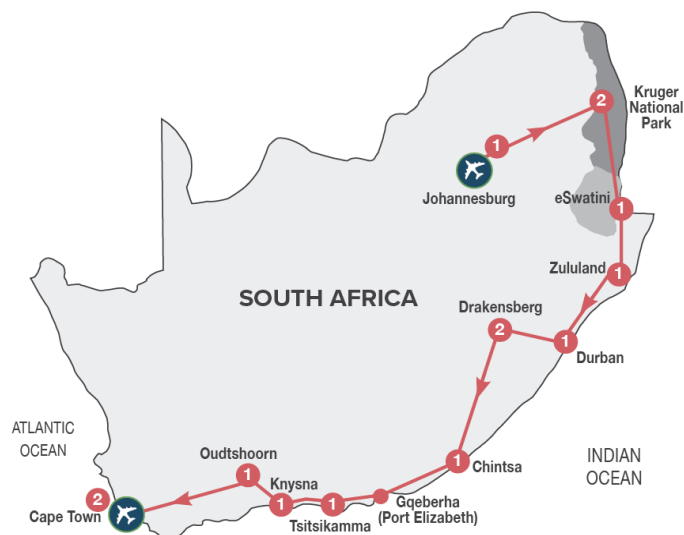 Kruger
National
Park
2
1
Johannesburg
eSwatini
1
Zululand
1
SOUTH AFRICA
Drakensberg
2
1
Durban
ATLANTIC
OCEAN
Oudtshoorn
1
Chintsa
INDIAN
OCEAN
1
Knysna
2
Cape Town
1
1
Tsitsikamma
Gqeberha
(Port Elizabeth)